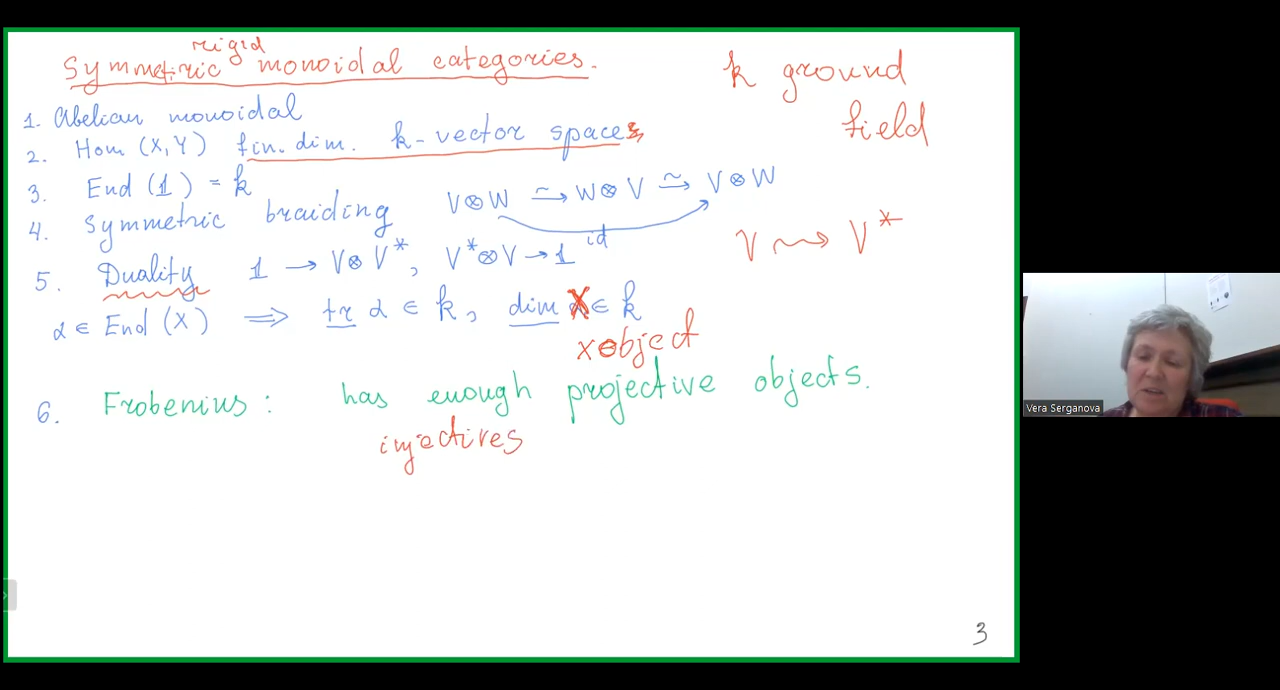 rigid
Symmetric monoidal categories.
k ground field
1. Abelian monoidal
2. Hom (X,Y) fin. dim. k-vector spaces
3. End (𝟙) = k
4. Symmetric braiding V⊗W ⥲ W⊗V ⥲ V⊗W
id
5. Duality 𝟙 → V⊗V*, V*⊗V → 𝟙
V ⇝ V*
α ∈ End (X) ⟹ tr α ∈ k, dim X ∈ k
X object
6. Frobenius: has enough projective objects.
injectives
3
Vera Serganova